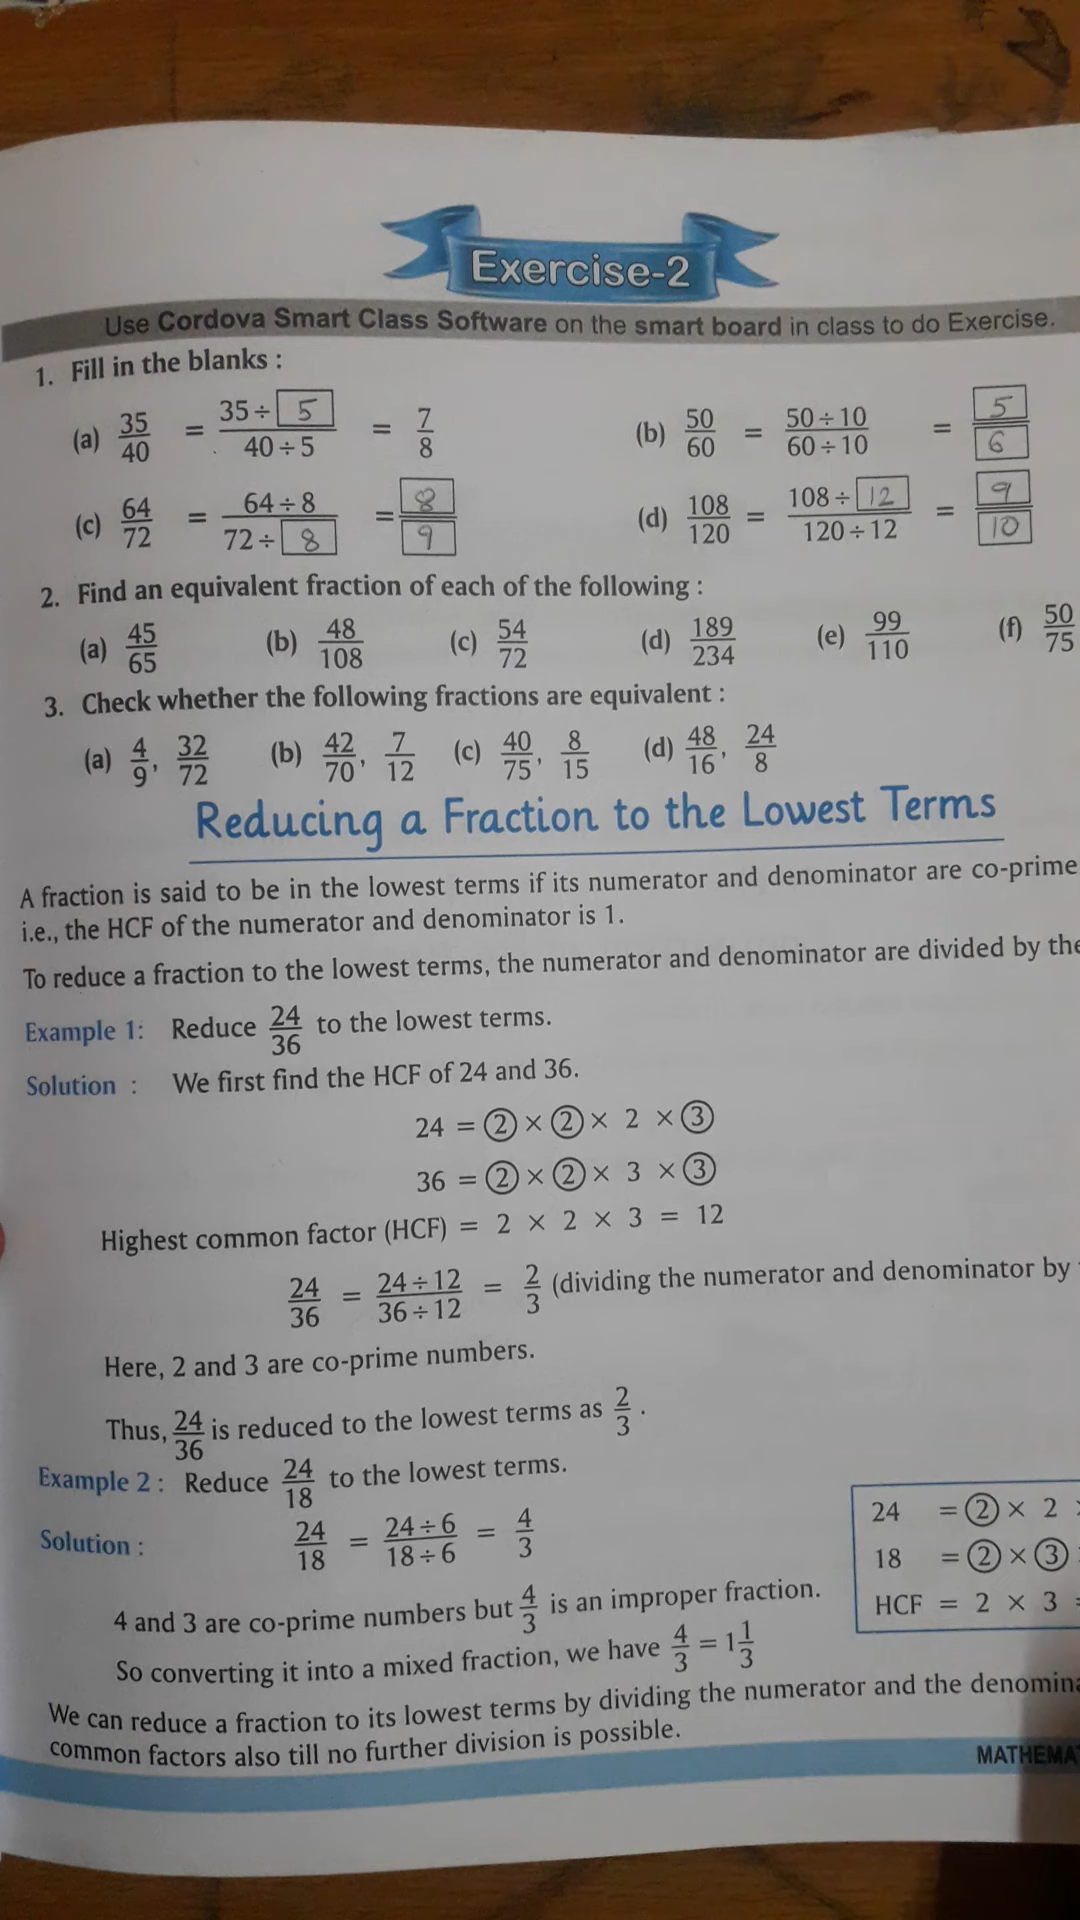 Exercise-2
Use Cordova Smart Class Software on the smart board in class to do Exercise.
1. Fill in the blanks :
(a) 35/40 = (35 ÷ 5)/(40 ÷ 5) = 7/8 (b) 50/60 = (50 ÷ 10)/(60 ÷ 10) = 5/6
(c) 64/72 = (64 ÷ 8)/(72 ÷ 8) = 8/9 (d) 108/120 = (108 ÷ 12)/(120 ÷ 12) = 9/10
2. Find an equivalent fraction of each of the following :
(a) 45/65 (b) 48/108 (c) 54/72 (d) 189/234 (e) 99/110 (f) 50/75
3. Check whether the following fractions are equivalent :
(a) 4/9, 32/72 (b) 42/70, 7/12 (c) 40/75, 8/15 (d) 48/16, 24/8
Reducing a Fraction to the Lowest Terms
A fraction is said to be in the lowest terms if its numerator and denominator are co-prime
i.e., the HCF of the numerator and denominator is 1.
To reduce a fraction to the lowest terms, the numerator and denominator are divided by the
Example 1: Reduce 24/36 to the lowest terms.
Solution : We first find the HCF of 24 and 36.
24 = 2 × 2 × 2 × 3
36 = 2 × 2 × 3 × 3
Highest common factor (HCF) = 2 × 2 × 3 = 12
24/36 = (24 ÷ 12)/(36 ÷ 12) = 2/3 (dividing the numerator and denominator by
Here, 2 and 3 are co-prime numbers.
Thus, 24/36 is reduced to the lowest terms as 2/3 .
Example 2 : Reduce 24/18 to the lowest terms.
Solution : 24/18 = (24 ÷ 6)/(18 ÷ 6) = 4/3
4 and 3 are co-prime numbers but 4/3 is an improper fraction.
So converting it into a mixed fraction, we have 4/3 = 1 1/3
24 = 2 × 2
18 = 2 × 3
HCF = 2 × 3 =
We can reduce a fraction to its lowest terms by dividing the numerator and the
common factors also till no further division is possible.